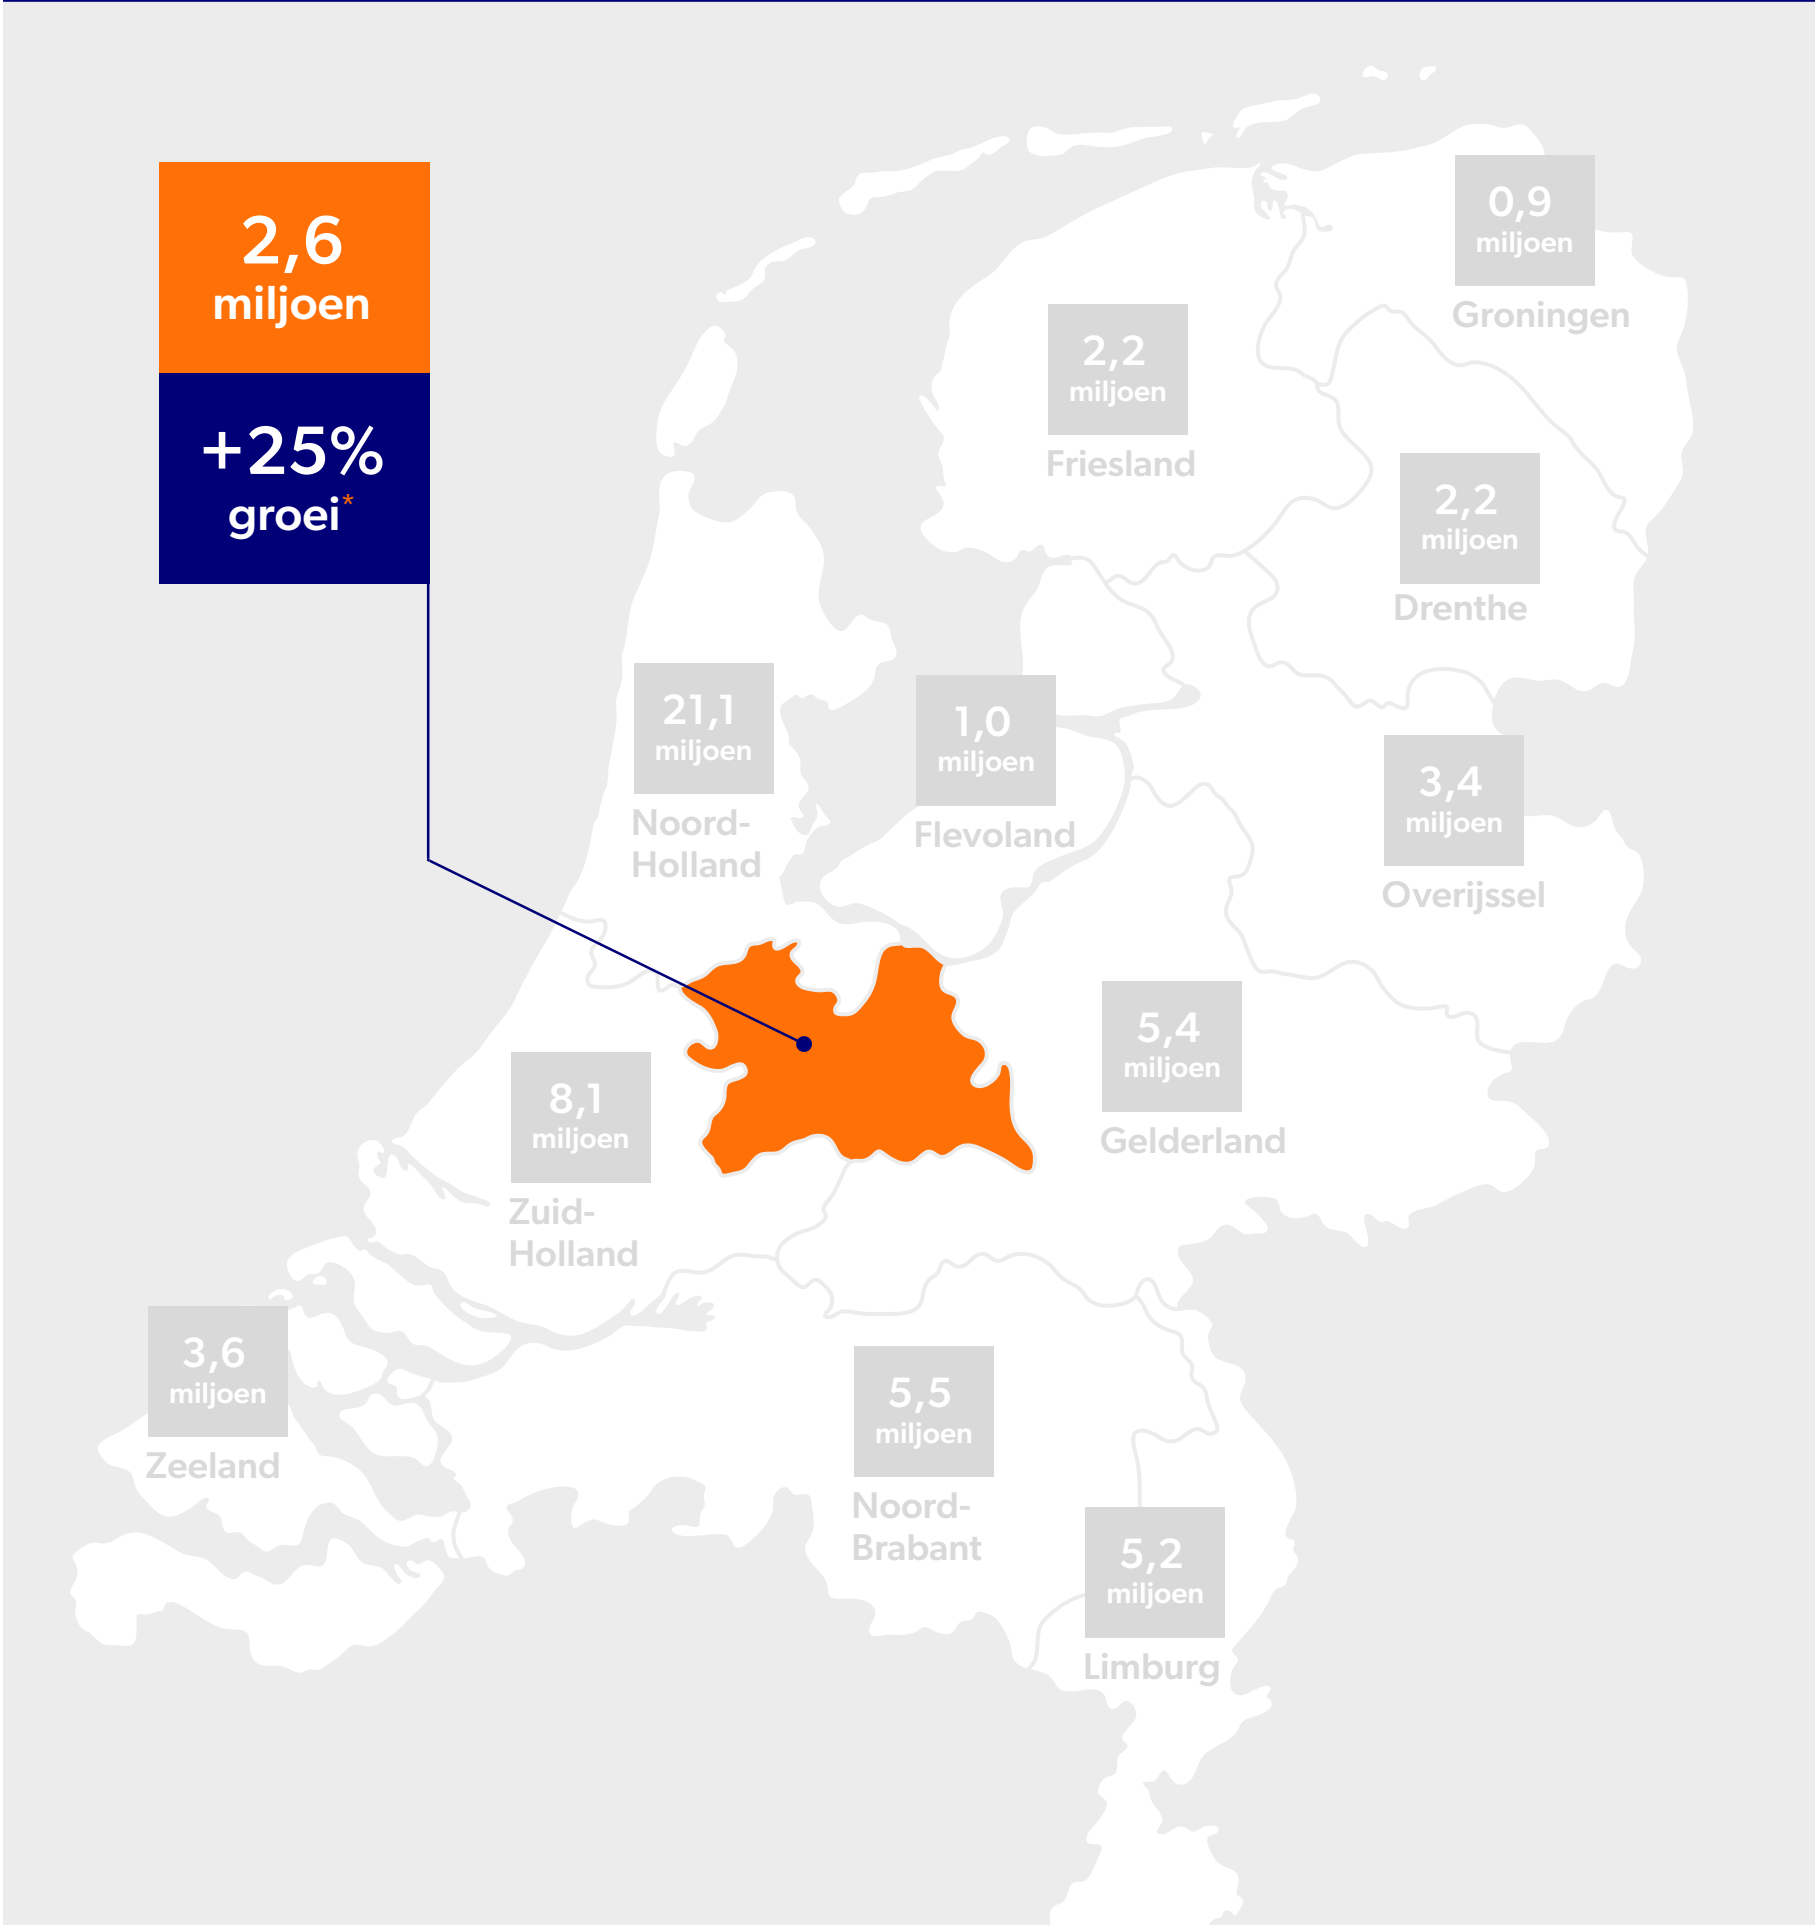 2,6
miljoen
+25%
groei*
0,9
miljoen
Groningen
2,2
miljoen
Friesland
2,2
miljoen
Drenthe
21,1
miljoen
Noord-
Holland
1,0
miljoen
Flevoland
3,4
miljoen
Overijssel
5,4
miljoen
Gelderland
8,1
miljoen
Zuid-
Holland
3,6
miljoen
Zeeland
5,5
miljoen
Noord-
Brabant
5,2
miljoen
Limburg